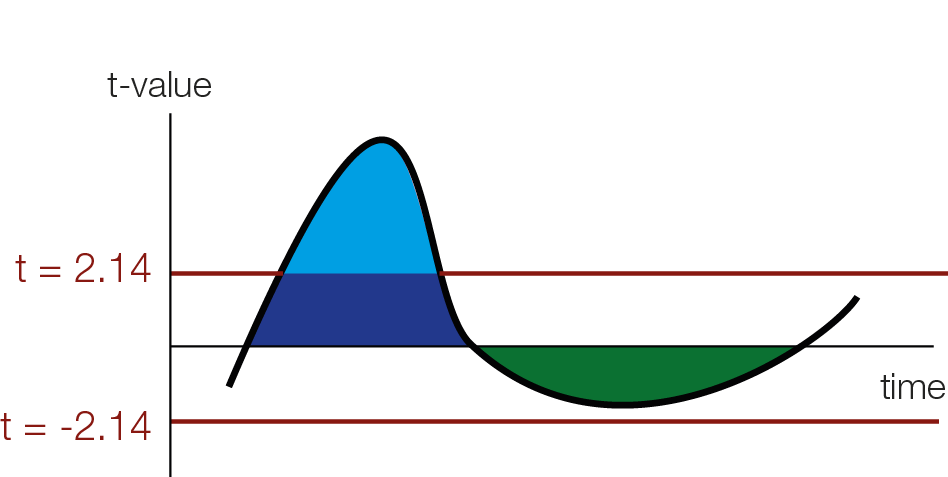 t-value
t = 2.14
time
t = -2.14